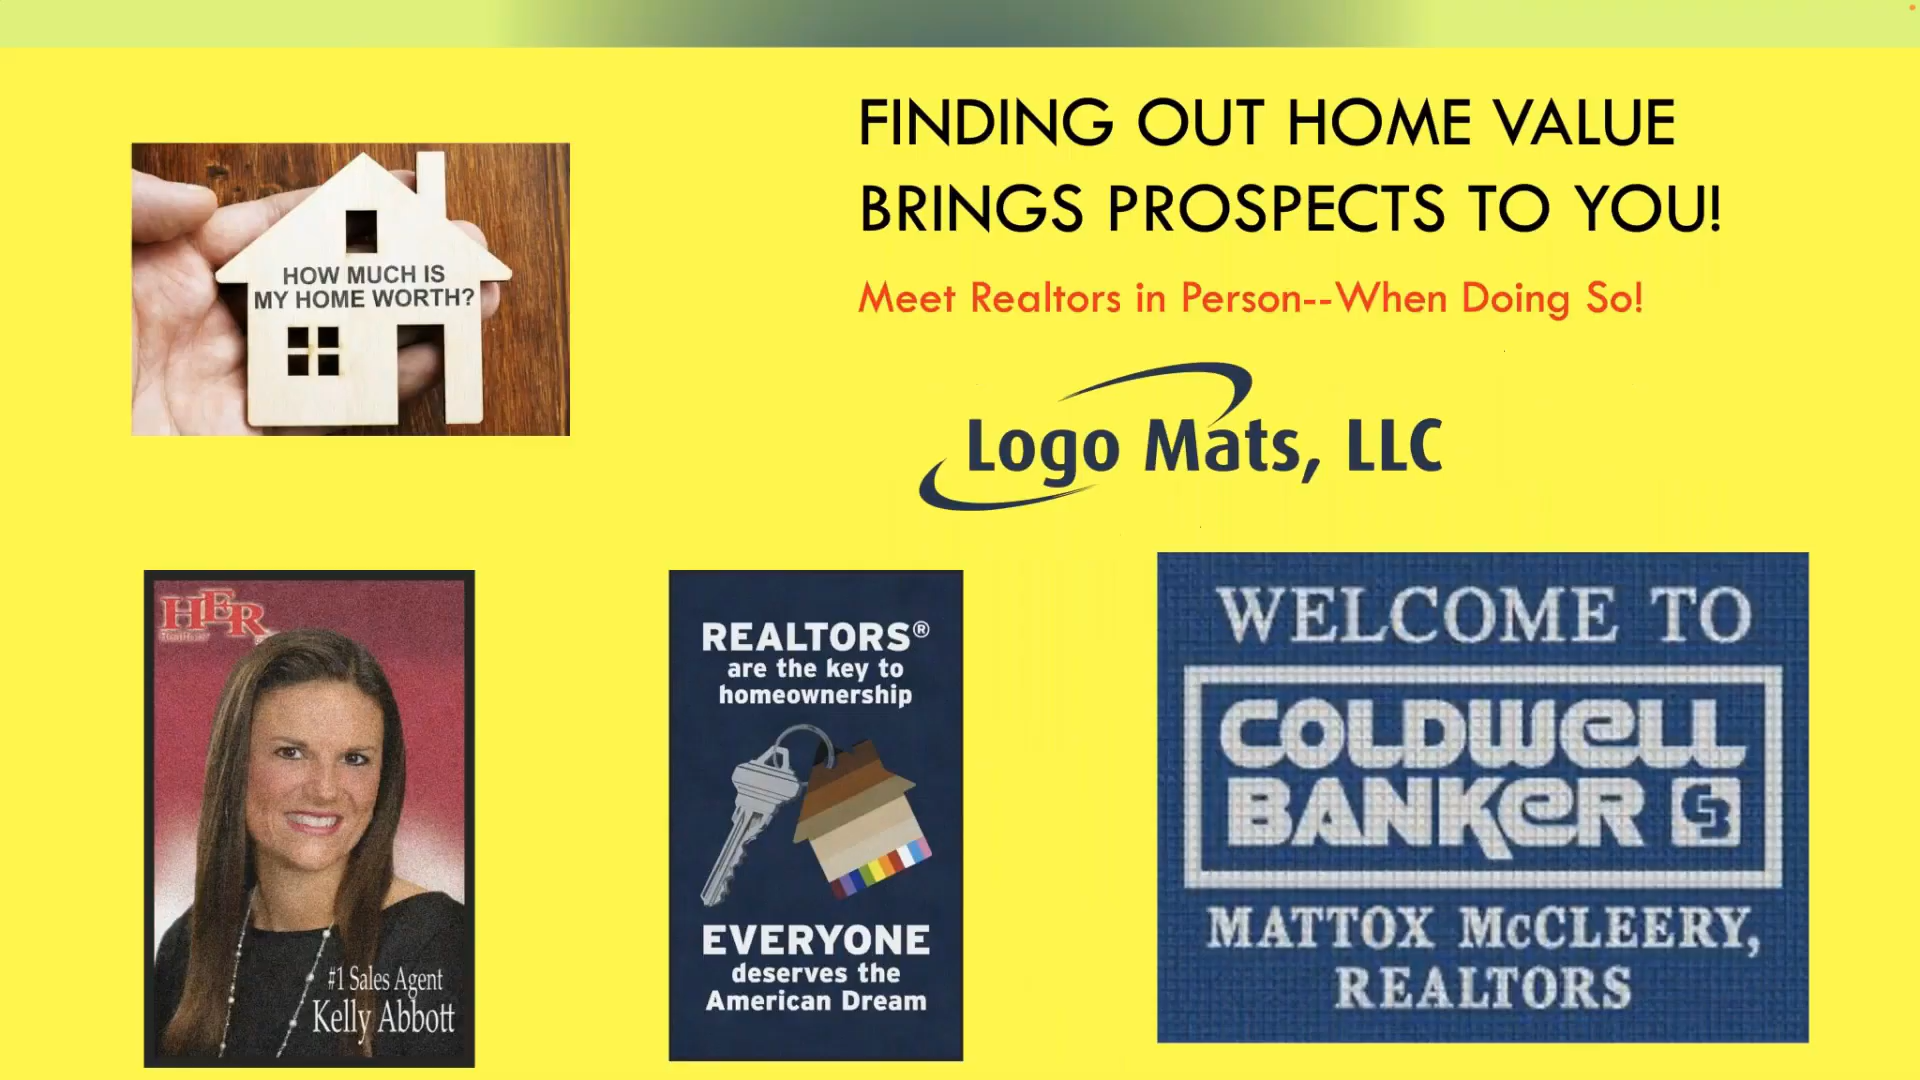 FINDING OUT HOME VALUE
BRINGS PROSPECTS TO YOU!
Meet Realtors in Person--When Doing So!
HOW MUCH IS
MY HOME WORTH?
Logo Mats, LLC
HER
Realtors
#1 Sales Agent
Kelly Abbott
REALTORS®
are the key to
homeownership
EVERYONE
deserves the
American Dream
WELCOME TO
COLDWELL
BANKER CB
MATTOX McCLEERY,
REALTORS